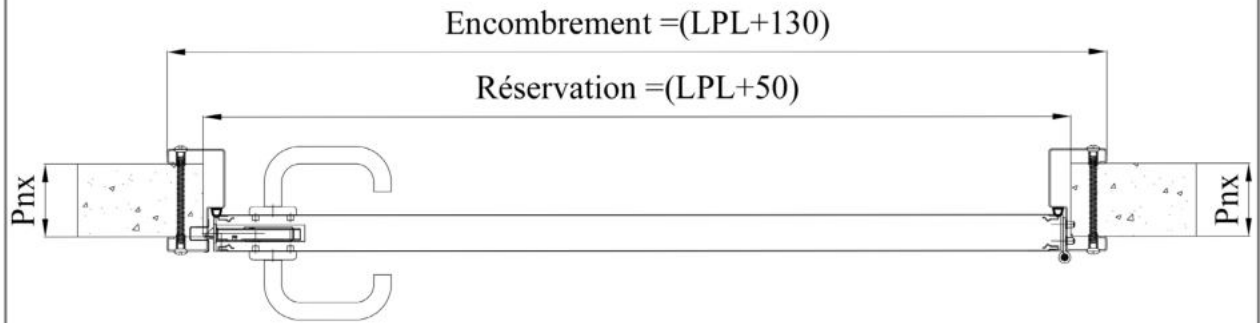 Encombrement =(LPL+130)
Réservation =(LPL+50)
Pnx
Pnx